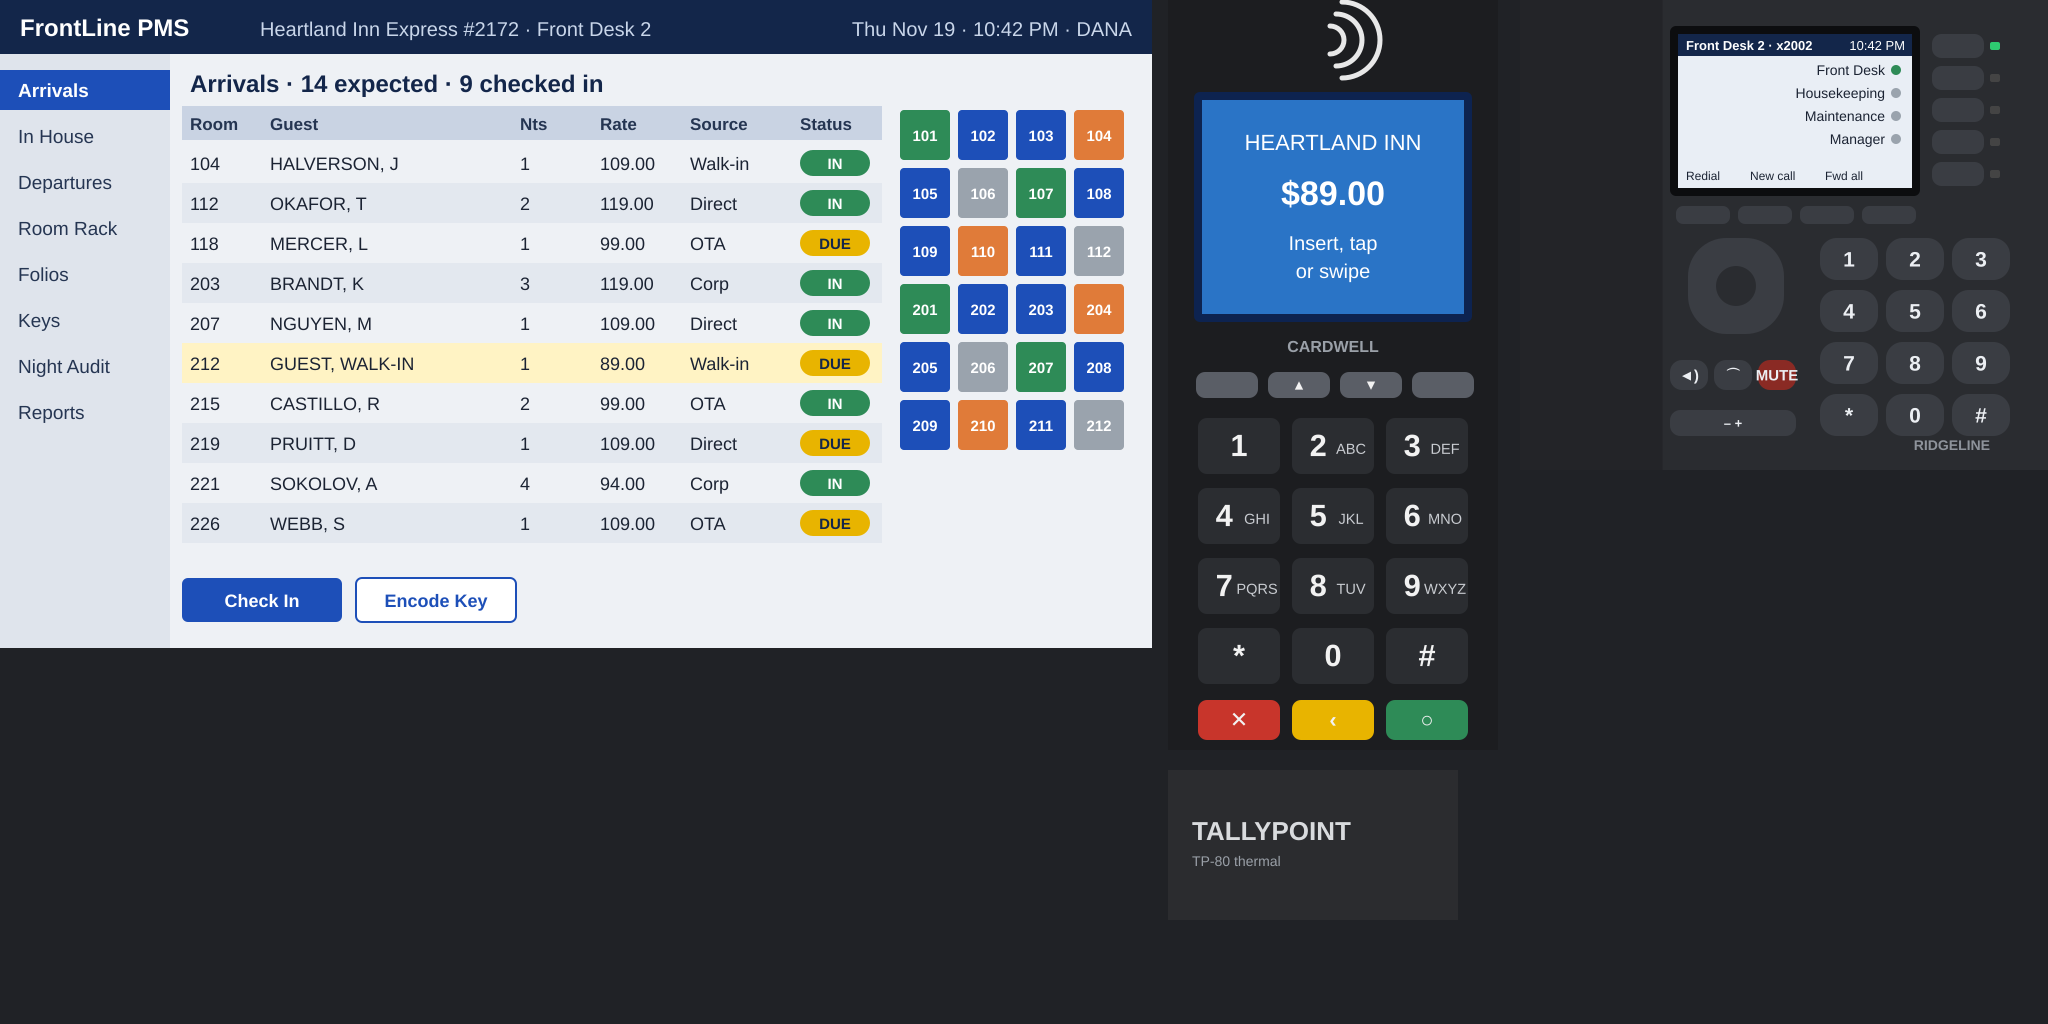 FrontLine PMS
Heartland Inn Express #2172 · Front Desk 2
Thu Nov 19 · 10:42 PM · DANA
Arrivals
In House
Departures
Room Rack
Folios
Keys
Night Audit
Reports
Arrivals · 14 expected · 9 checked in
Room Guest Nts Rate Source Status
104 HALVERSON, J 1 109.00 Walk-in IN
112 OKAFOR, T 2 119.00 Direct IN
118 MERCER, L 1 99.00 OTA DUE
203 BRANDT, K 3 119.00 Corp IN
207 NGUYEN, M 1 109.00 Direct IN
212 GUEST, WALK-IN 1 89.00 Walk-in DUE
215 CASTILLO, R 2 99.00 OTA IN
219 PRUITT, D 1 109.00 Direct DUE
221 SOKOLOV, A 4 94.00 Corp IN
226 WEBB, S 1 109.00 OTA DUE
101 102 103 104
105 106 107 108
109 110 111 112
201 202 203 204
205 206 207 208
209 210 211 212
Check In
Encode Key
HEARTLAND INN
$89.00
Insert, tap
or swipe
CARDWELL
▲ ▼
1 2 ABC 3 DEF
4 GHI 5 JKL 6 MNO
7 PQRS 8 TUV 9 WXYZ
* 0 #
✕ ‹ ○
TALLYPOINT
TP-80 thermal
Front Desk 2 · x2002 10:42 PM
Front Desk
Housekeeping
Maintenance
Manager
Redial New call Fwd all
1 2 3
4 5 6
7 8 9
* 0 #
MUTE
– +
RIDGELINE